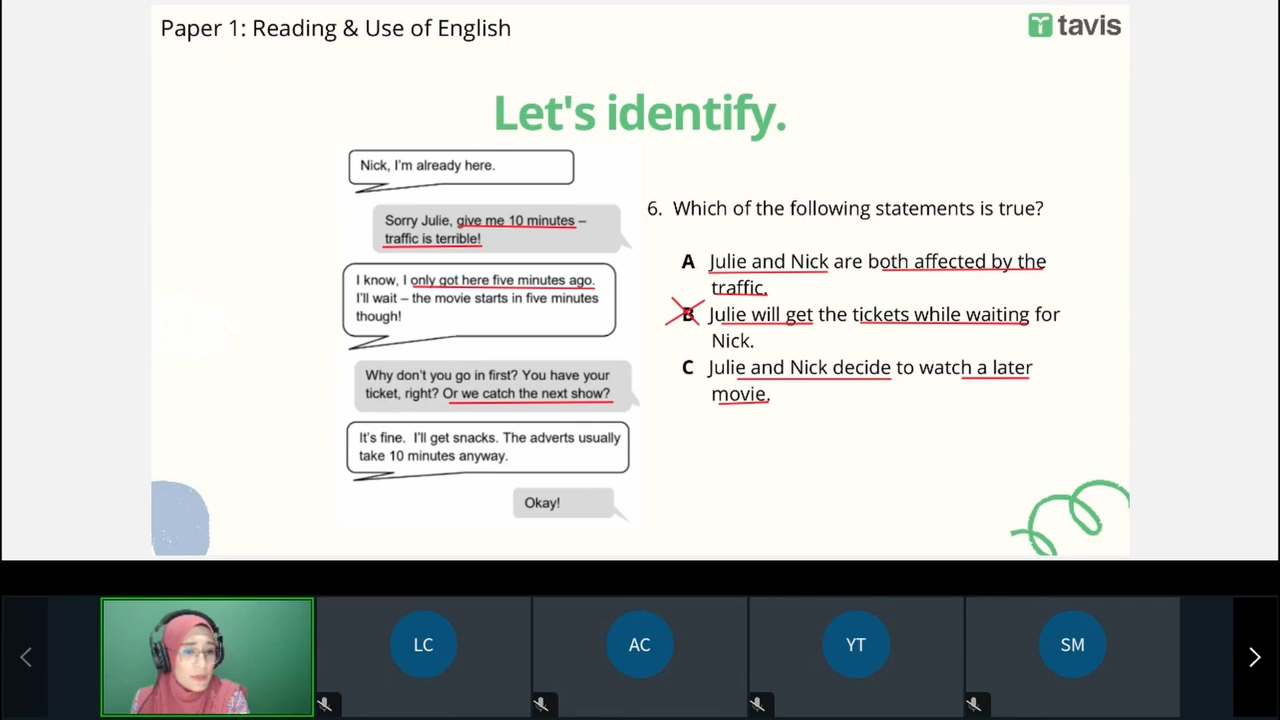 Paper 1: Reading & Use of English
tavis
Let's identify.
Nick, I'm already here.
Sorry Julie, give me 10 minutes –
traffic is terrible!
I know, I only got here five minutes ago.
I'll wait – the movie starts in five minutes
though!
Why don't you go in first? You have your
ticket, right? Or we catch the next show?
It's fine. I'll get snacks. The adverts usually
take 10 minutes anyway.
Okay!
6. Which of the following statements is true?
A Julie and Nick are both affected by the
traffic.
B Julie will get the tickets while waiting for
Nick.
C Julie and Nick decide to watch a later
movie.
LC
AC
YT
SM